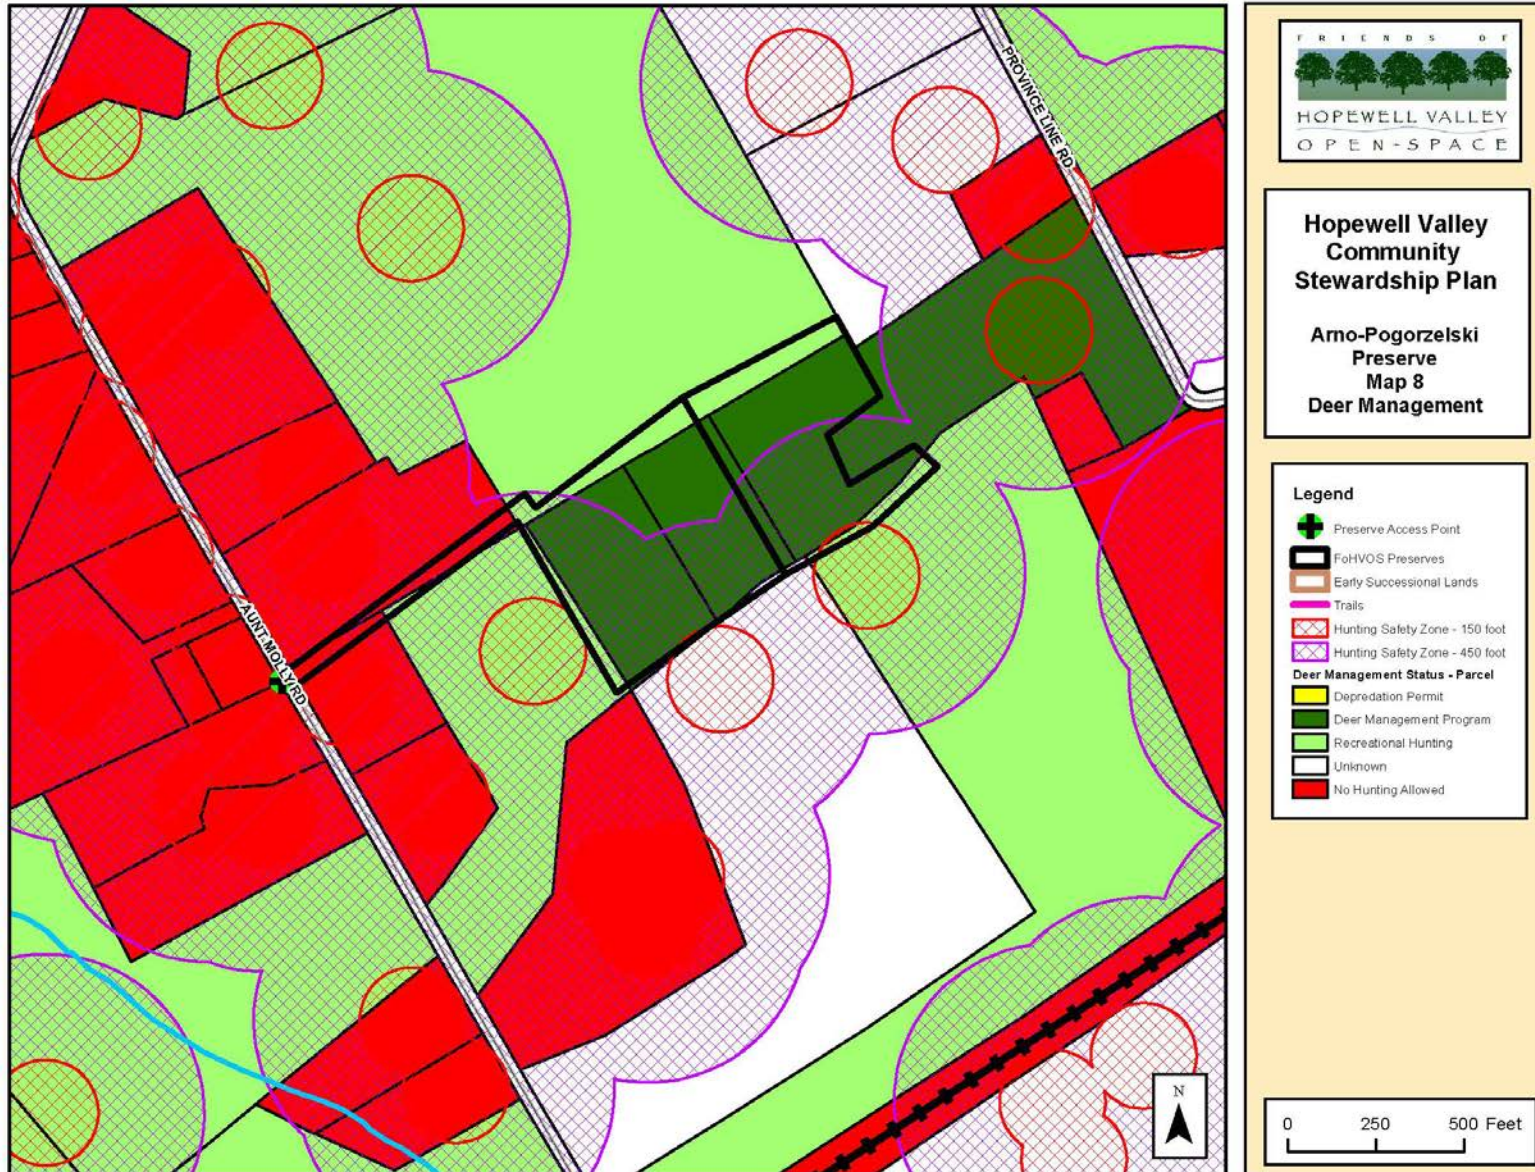 PROVINCE LINE RD
AUNT MOLLY RD
N
FRIENDS OF
HOPEWELL VALLEY
OPEN-SPACE
Hopewell Valley
Community
Stewardship Plan
Arno-Pogorzelski
Preserve
Map 8
Deer Management
Legend
Preserve Access Point
FoHVOS Preserves
Early Successional Lands
Trails
Hunting Safety Zone - 150 foot
Hunting Safety Zone - 450 foot
Deer Management Status - Parcel
Depredation Permit
Deer Management Program
Recreational Hunting
Unknown
No Hunting Allowed
0 250 500 Feet